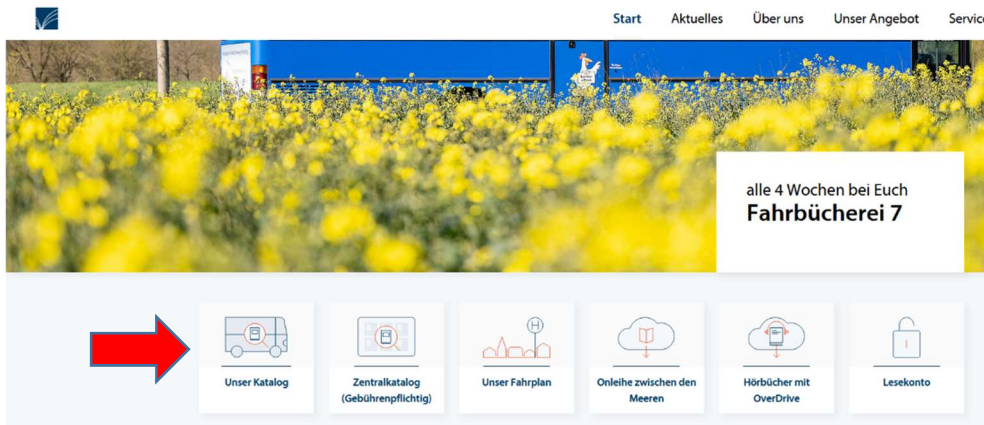 Start Aktuelles Über uns Unser Angebot Service
alle 4 Wochen bei Euch
Fahrbücherei 7
H
Unser Katalog
Zentralkatalog
(Gebührenpflichtig)
Unser Fahrplan
Onleihe zwischen den
Meeren
Hörbücher mit
OverDrive
Lesekonto